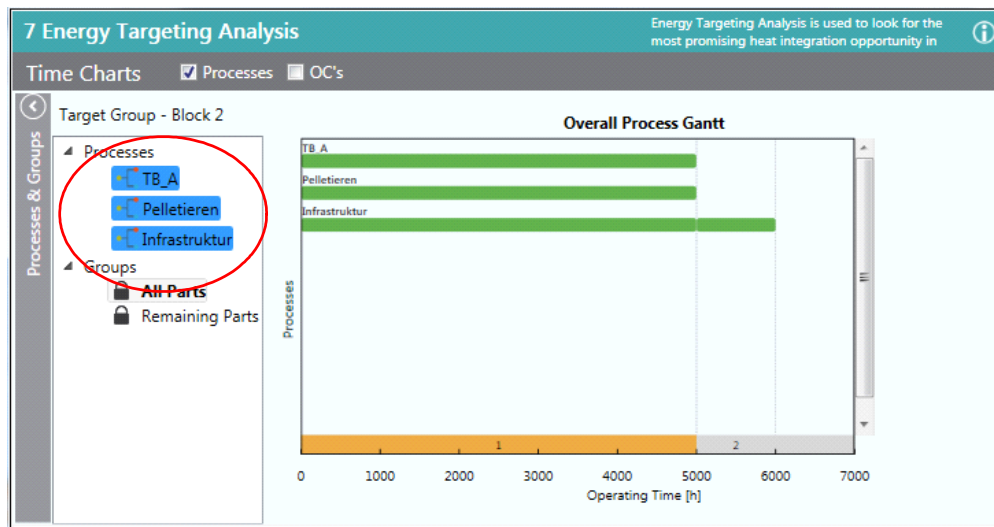 7 Energy Targeting Analysis
Energy Targeting Analysis is used to look for the
most promising heat integration opportunity in
Time Charts
Processes
OC's
Processes & Groups
Target Group - Block 2
Processes
TB_A
Pelletieren
Infrastruktur
Groups
All Parts
Remaining Parts
Overall Process Gantt
TB_A
Pelletieren
Infrastruktur
Processes
1
2
0 1000 2000 3000 4000 5000 6000 7000
Operating Time [h]